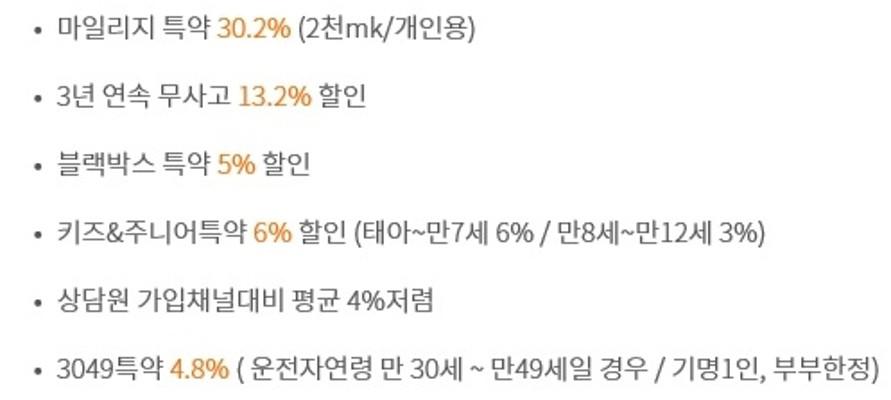 • 마일리지 특약 30.2% (2천mk/개인용)
• 3년 연속 무사고 13.2% 할인
• 블랙박스 특약 5% 할인
• 키즈&주니어특약 6% 할인 (태아~만7세 6% / 만8세~만12세 3%)
• 상담원 가입채널대비 평균 4%저렴
• 3049특약 4.8% ( 운전자연령 만 30세 ~ 만49세일 경우 / 기명1인, 부부한정)